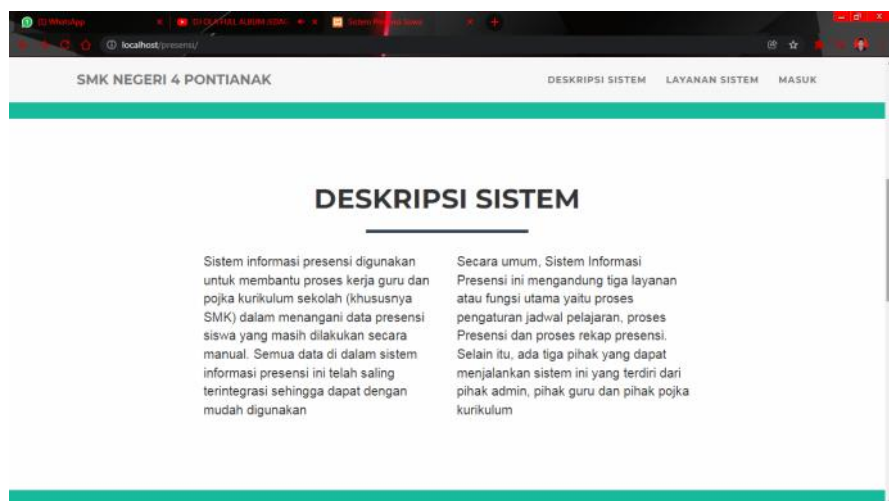 (1) WhatsApp
localhost/presensi/
SMK NEGERI 4 PONTIANAK
DESKRIPSI SISTEM
LAYANAN SISTEM
MASUK
DESKRIPSI SISTEM
Sistem informasi presensi digunakan
untuk membantu proses kerja guru dan
pojka kurikulum sekolah (khususnya
SMK) dalam menangani data presensi
siswa yang masih dilakukan secara
manual. Semua data di dalam sistem
informasi presensi ini telah saling
terintegrasi sehingga dapat dengan
mudah digunakan
Secara umum, Sistem Informasi
Presensi ini mengandung tiga layanan
atau fungsi utama yaitu proses
pengaturan jadwal pelajaran, proses
Presensi dan proses rekap presensi.
Selain itu, ada tiga pihak yang dapat
menjalankan sistem ini yang terdiri dari
pihak admin, pihak guru dan pihak pojka
kurikulum